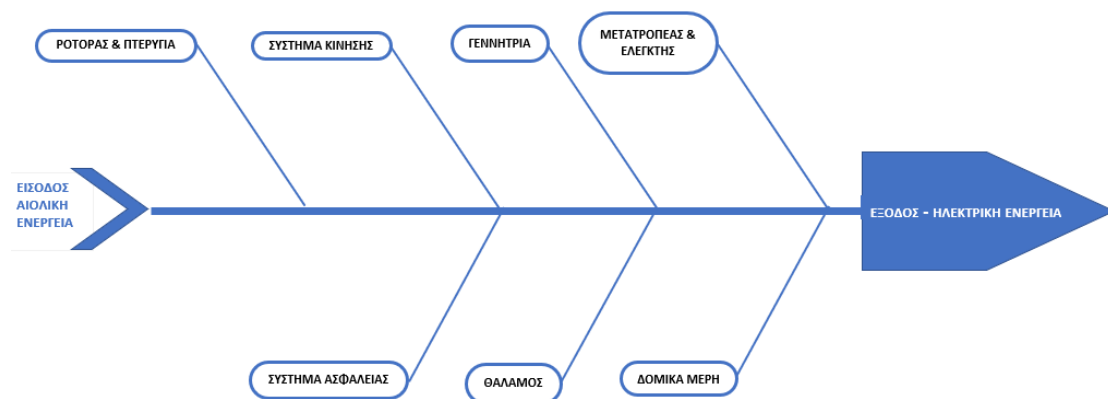 ΡΟΤΟΡΑΣ & ΠΤΕΡΥΓΙΑ
ΣΥΣΤΗΜΑ ΚΙΝΗΣΗΣ
ΓΕΝΝΗΤΡΙΑ
ΜΕΤΑΤΡΟΠΕΑΣ &
ΕΛΕΓΚΤΗΣ
ΕΙΣΟΔΟΣ
ΑΙΟΛΙΚΗ
ΕΝΕΡΓΕΙΑ
ΕΞΟΔΟΣ – ΗΛΕΚΤΡΙΚΗ ΕΝΕΡΓΕΙΑ
ΣΥΣΤΗΜΑ ΑΣΦΑΛΕΙΑΣ
ΘΑΛΑΜΟΣ
ΔΟΜΙΚΑ ΜΕΡΗ